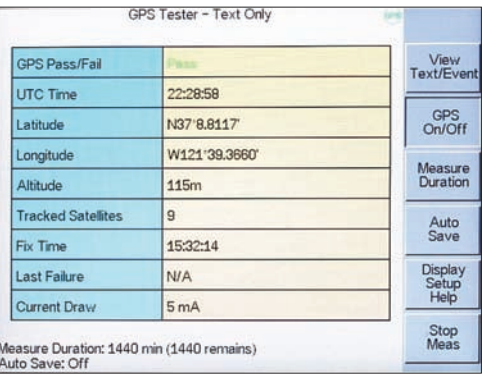 GPS Tester - Text Only
GPS
GPS Pass/Fail Pass
UTC Time 22:28:58
Latitude N37°8.8117'
Longitude W121°39.3660'
Altitude 115m
Tracked Satellites 9
Fix Time 15:32:14
Last Failure N/A
Current Draw 5 mA
Measure Duration: 1440 min (1440 remains)
Auto Save: Off
View
Text/Event
GPS
On/Off
Measure
Duration
Auto
Save
Display
Setup
Help
Stop
Meas